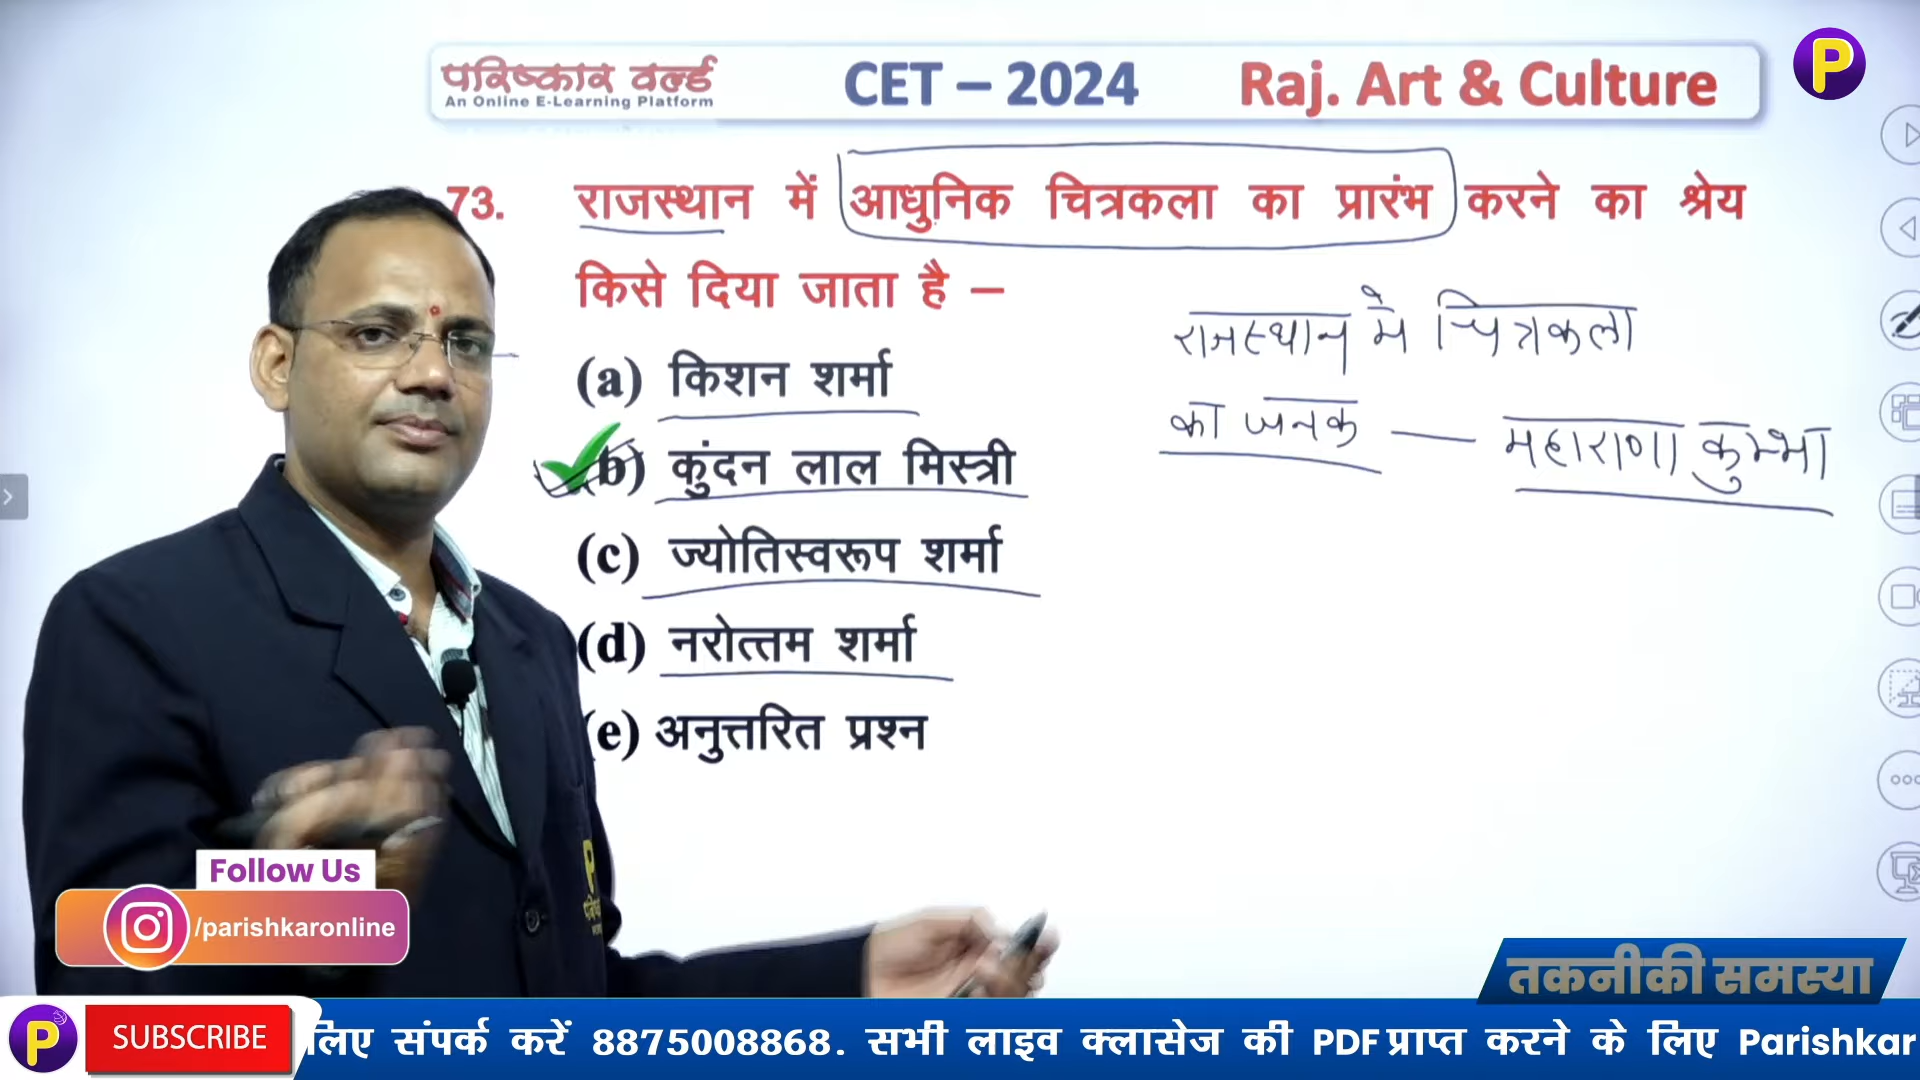 परिष्कार वर्ल्ड
An Online E-Learning Platform
CET – 2024
Raj. Art & Culture
P
73. राजस्थान में आधुनिक चित्रकला का प्रारंभ करने का श्रेय
किसे दिया जाता है –
(a) किशन शर्मा
(b) कुंदन लाल मिस्त्री
(c) ज्योतिस्वरूप शर्मा
(d) नरोत्तम शर्मा
(e) अनुत्तरित प्रश्न
राजस्थान में चित्रकला
का जनक — महाराणा कुम्भा
Follow Us
/parishkaronline
तकनीकी समस्या
P
SUBSCRIBE
लिए संपर्क करें 8875008868. सभी लाइव क्लासेज की PDF प्राप्त करने के लिए Parishkar